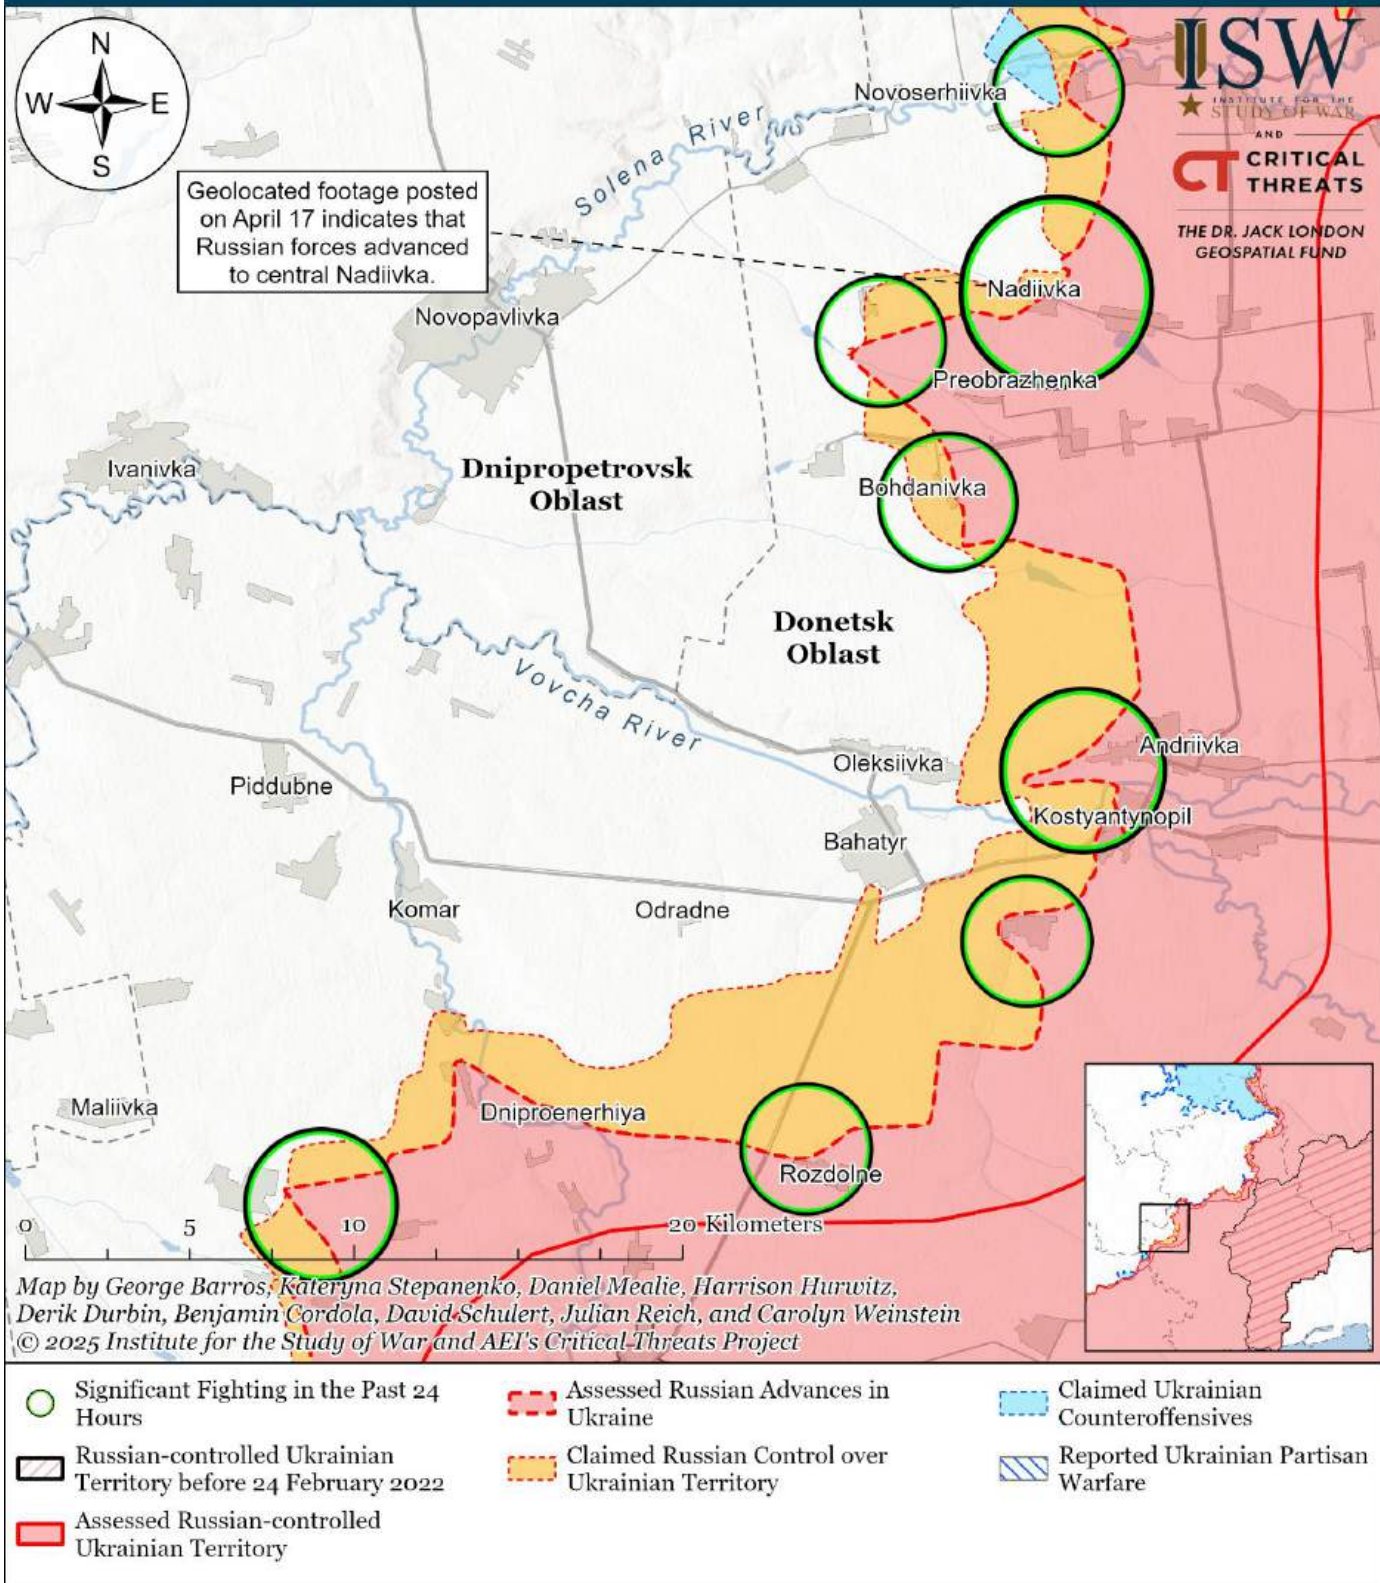 N
W
E
S
Novoserhiivka
ISW
INSTITUTE FOR THE
STUDY OF WAR
AND
CT CRITICAL
THREATS
THE DR. JACK LONDON
GEOSPATIAL FUND
Solena River
Geolocated footage posted
on April 17 indicates that
Russian forces advanced
to central Nadiivka.
Nadiivka
Novopavlivka
Preobrazhenka
Ivanivka
Dnipropetrovsk
Oblast
Bohdanivka
Donetsk
Oblast
Vovcha River
Andriivka
Oleksiivka
Piddubne
Kostyantynopil
Bahatyr
Komar
Odradne
Maliivka
Dniproenerhiya
Rozdolne
0 5 10 20 Kilometers
Map by George Barros, Kateryna Stepanenko, Daniel Mealie, Harrison Hurwitz,
Derik Durbin, Benjamin Cordola, David Schulert, Julian Reich, and Carolyn Weinstein
© 2025 Institute for the Study of War and AEI's Critical Threats Project
Significant Fighting in the Past 24
Hours
Russian-controlled Ukrainian
Territory before 24 February 2022
Assessed Russian-controlled
Ukrainian Territory
Assessed Russian Advances in
Ukraine
Claimed Russian Control over
Ukrainian Territory
Claimed Ukrainian
Counteroffensives
Reported Ukrainian Partisan
Warfare